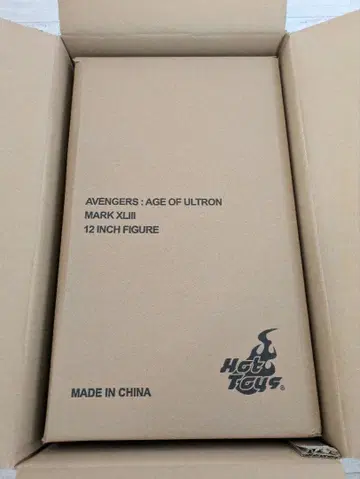 AVENGERS : AGE OF ULTRON
MARK XLIII
12 INCH FIGURE
Hot
Toys®
MADE IN CHINA